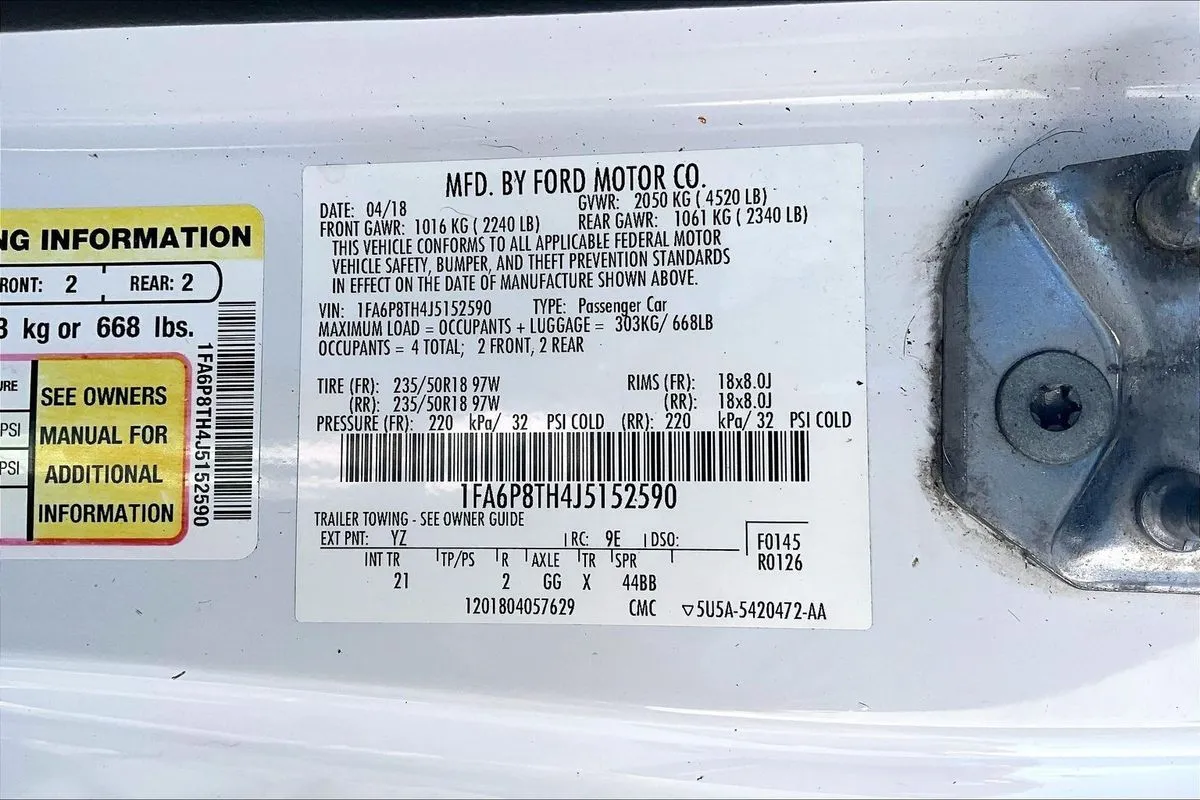 NG INFORMATION
RONT: 2 REAR: 2
3 kg or 668 lbs.
URE
PSI
PSI
SEE OWNERS
MANUAL FOR
ADDITIONAL
INFORMATION
1FA6P8TH4J5152590
MFD. BY FORD MOTOR CO.
DATE: 04/18 GVWR: 2050 KG ( 4520 LB)
FRONT GAWR: 1016 KG ( 2240 LB) REAR GAWR: 1061 KG ( 2340 LB)
THIS VEHICLE CONFORMS TO ALL APPLICABLE FEDERAL MOTOR
VEHICLE SAFETY, BUMPER, AND THEFT PREVENTION STANDARDS
IN EFFECT ON THE DATE OF MANUFACTURE SHOWN ABOVE.
VIN: 1FA6P8TH4J5152590 TYPE: Passenger Car
MAXIMUM LOAD = OCCUPANTS + LUGGAGE = 303KG/ 668LB
OCCUPANTS = 4 TOTAL; 2 FRONT, 2 REAR
TIRE (FR): 235/50R18 97W RIMS (FR): 18x8.0J
(RR): 235/50R18 97W (RR): 18x8.0J
PRESSURE (FR): 220 kPa/ 32 PSI COLD (RR): 220 kPa/ 32 PSI COLD
1FA6P8TH4J5152590
TRAILER TOWING - SEE OWNER GUIDE
EXT PNT: YZ RC: 9E DSO: F0145
R0126
INT TR TP/PS R AXLE TR SPR
21 2 GG X 44BB
1201804057629 CMC ▽5U5A-5420472-AA